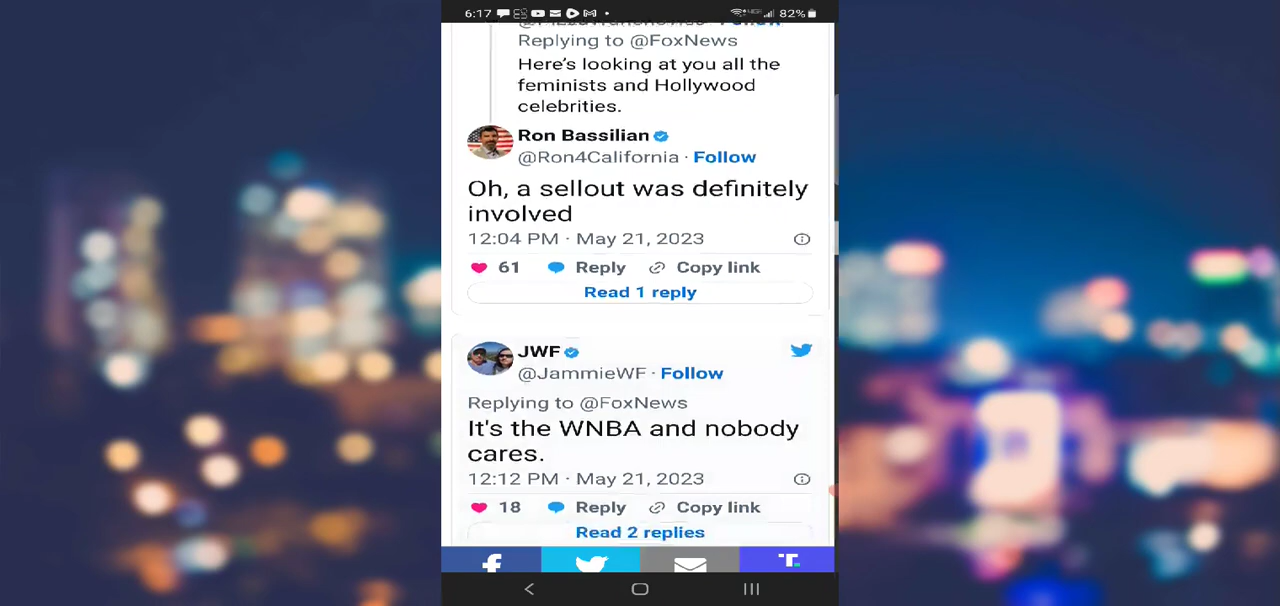 6:17
82%
Replying to @FoxNews
Here's looking at you all the
feminists and Hollywood
celebrities.
Ron Bassilian
@Ron4California · Follow
Oh, a sellout was definitely
involved
12:04 PM · May 21, 2023
61 Reply Copy link
Read 1 reply
JWF
@JammieWF · Follow
Replying to @FoxNews
It's the WNBA and nobody
cares.
12:12 PM · May 21, 2023
18 Reply Copy link
Read 2 replies